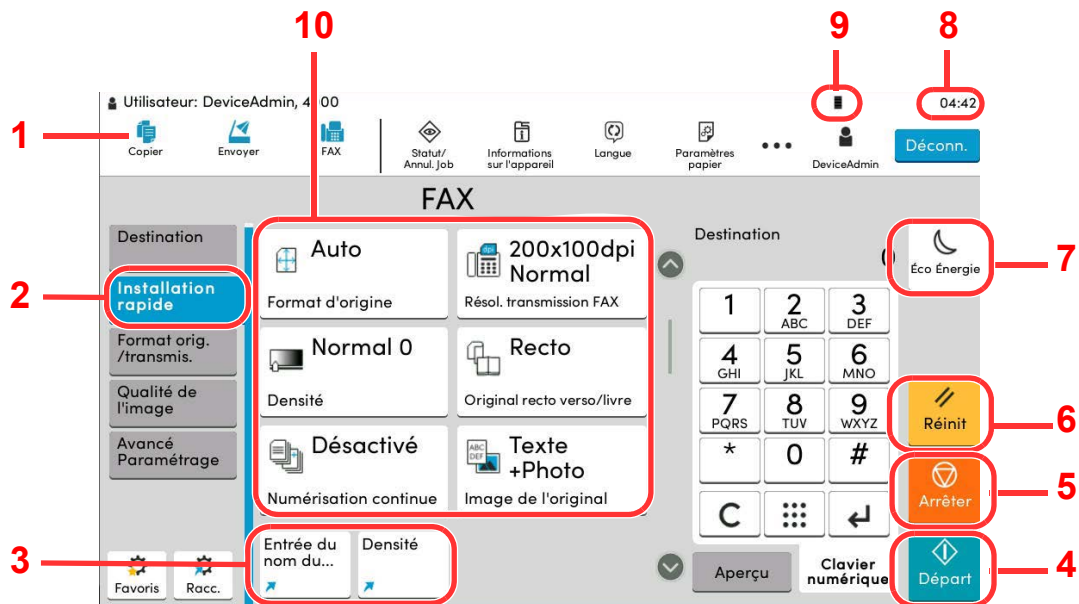 10
9
8
Utilisateur: DeviceAdmin, 4000
04:42
1
Copier
Envoyer
FAX
Statut/
Annul. Job
Informations
sur l'appareil
Langue
Paramètres
papier
DeviceAdmin
Déconn.
FAX
Destination
2
Installation
rapide
Format orig.
/transmis.
Qualité de
l'image
Avancé
Paramétrage
Auto
Format d'origine
dpi
200x100dpi
Normal
Résol. transmission FAX
Normal 0
Densité
Recto
Original recto verso/livre
Désactivé
Numérisation continue
ABC
DEF
Texte
+Photo
Image de l'original
Destination
0
Éco Énergie
7
1
2
ABC
3
DEF
4
GHI
5
JKL
6
MNO
7
PQRS
8
TUV
9
WXYZ
*
0
#
C
Réinit
6
Arrêter
5
3
Entrée du
nom du...
Densité
Favoris
Racc.
Aperçu
Clavier
numérique
Départ
4